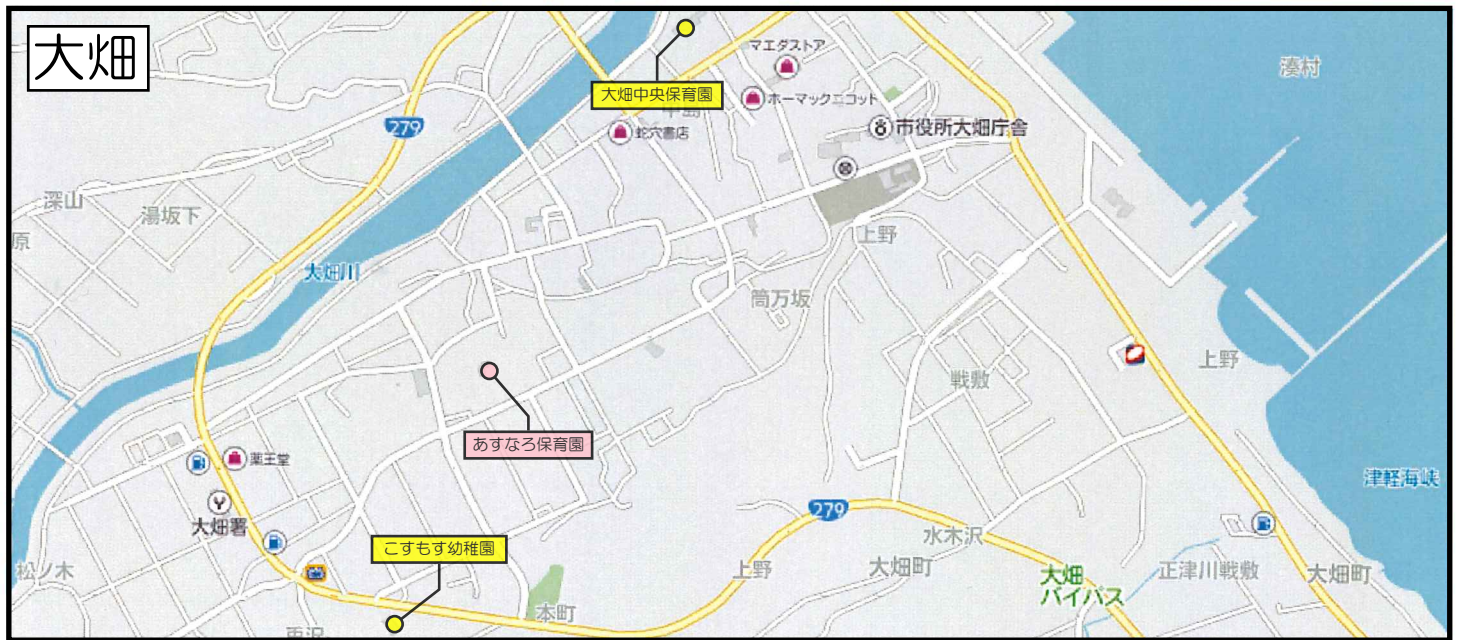 大畑
マエダストア
湊村
大畑中央保育園
ホーマックニコット
279
市役所大畑庁舎
蛇穴書店
深山
湯坂下
原
上野
大畑川
筒万坂
上野
戦敷
あすなろ保育園
薬王堂
津軽海峡
279
大畑署
水木沢
こすもす幼稚園
松ノ木
上野
大畑町
大畑
バイパス
正津川戦敷
大畑町
本町